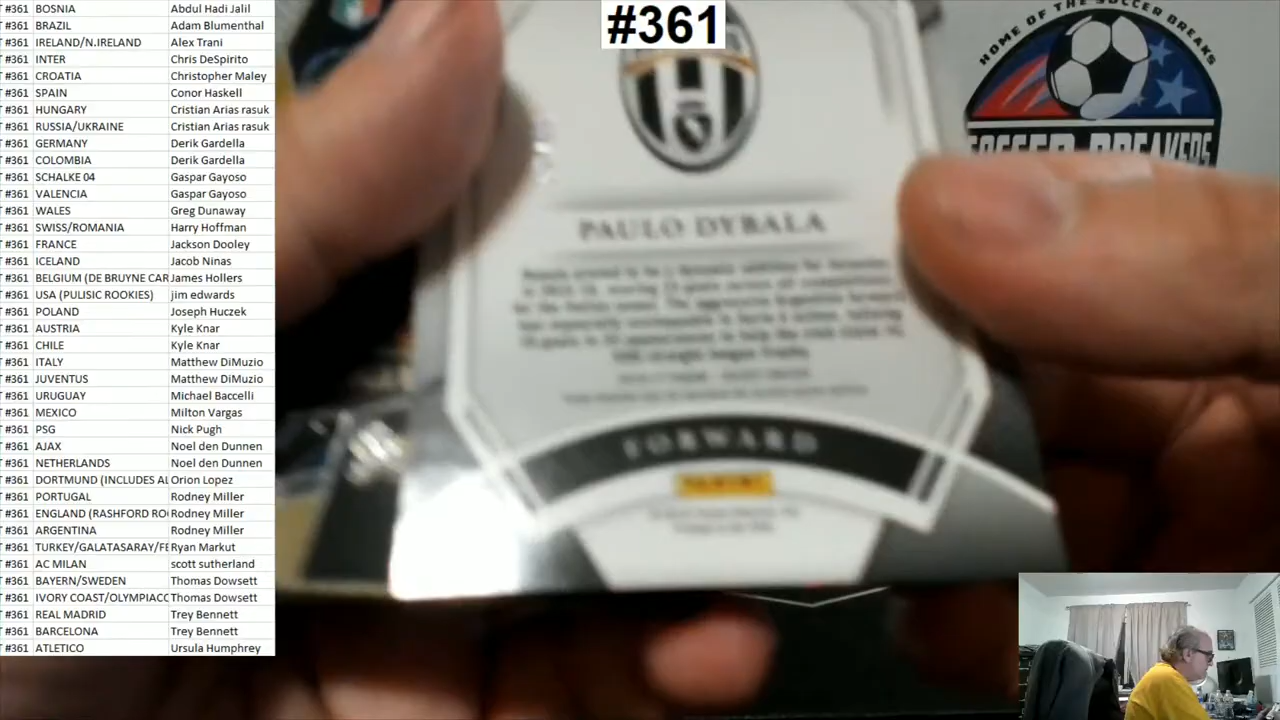 #361 BOSNIA Abdul Hadi Jalil
#361 BRAZIL Adam Blumenthal
#361 IRELAND/N.IRELAND Alex Trani
#361 INTER Chris DeSpirito
#361 CROATIA Christopher Maley
#361 SPAIN Conor Haskell
#361 HUNGARY Cristian Arias rasuk
#361 RUSSIA/UKRAINE Cristian Arias rasuk
#361 GERMANY Derik Gardella
#361 COLOMBIA Derik Gardella
#361 SCHALKE 04 Gaspar Gayoso
#361 VALENCIA Gaspar Gayoso
#361 WALES Greg Dunaway
#361 SWISS/ROMANIA Harry Hoffman
#361 FRANCE Jackson Dooley
#361 ICELAND Jacob Ninas
#361 BELGIUM (DE BRUYNE CAR James Hollers
#361 USA (PULISIC ROOKIES) jim edwards
#361 POLAND Joseph Huczek
#361 AUSTRIA Kyle Knar
#361 CHILE Kyle Knar
#361 ITALY Matthew DiMuzio
#361 JUVENTUS Matthew DiMuzio
#361 URUGUAY Michael Baccelli
#361 MEXICO Milton Vargas
#361 PSG Nick Pugh
#361 AJAX Noel den Dunnen
#361 NETHERLANDS Noel den Dunnen
#361 DORTMUND (INCLUDES AL Orion Lopez
#361 PORTUGAL Rodney Miller
#361 ENGLAND (RASHFORD RO Rodney Miller
#361 ARGENTINA Rodney Miller
#361 TURKEY/GALATASARAY/FE Ryan Markut
#361 AC MILAN scott sutherland
#361 BAYERN/SWEDEN Thomas Dowsett
#361 IVORY COAST/OLYMPIACO Thomas Dowsett
#361 REAL MADRID Trey Bennett
#361 BARCELONA Trey Bennett
#361 ATLETICO Ursula Humphrey
#361
HOME OF THE SOCCER BREAKS
SOCCER BREAKERS
PAULO DYBALA
FORWARD
PANINI